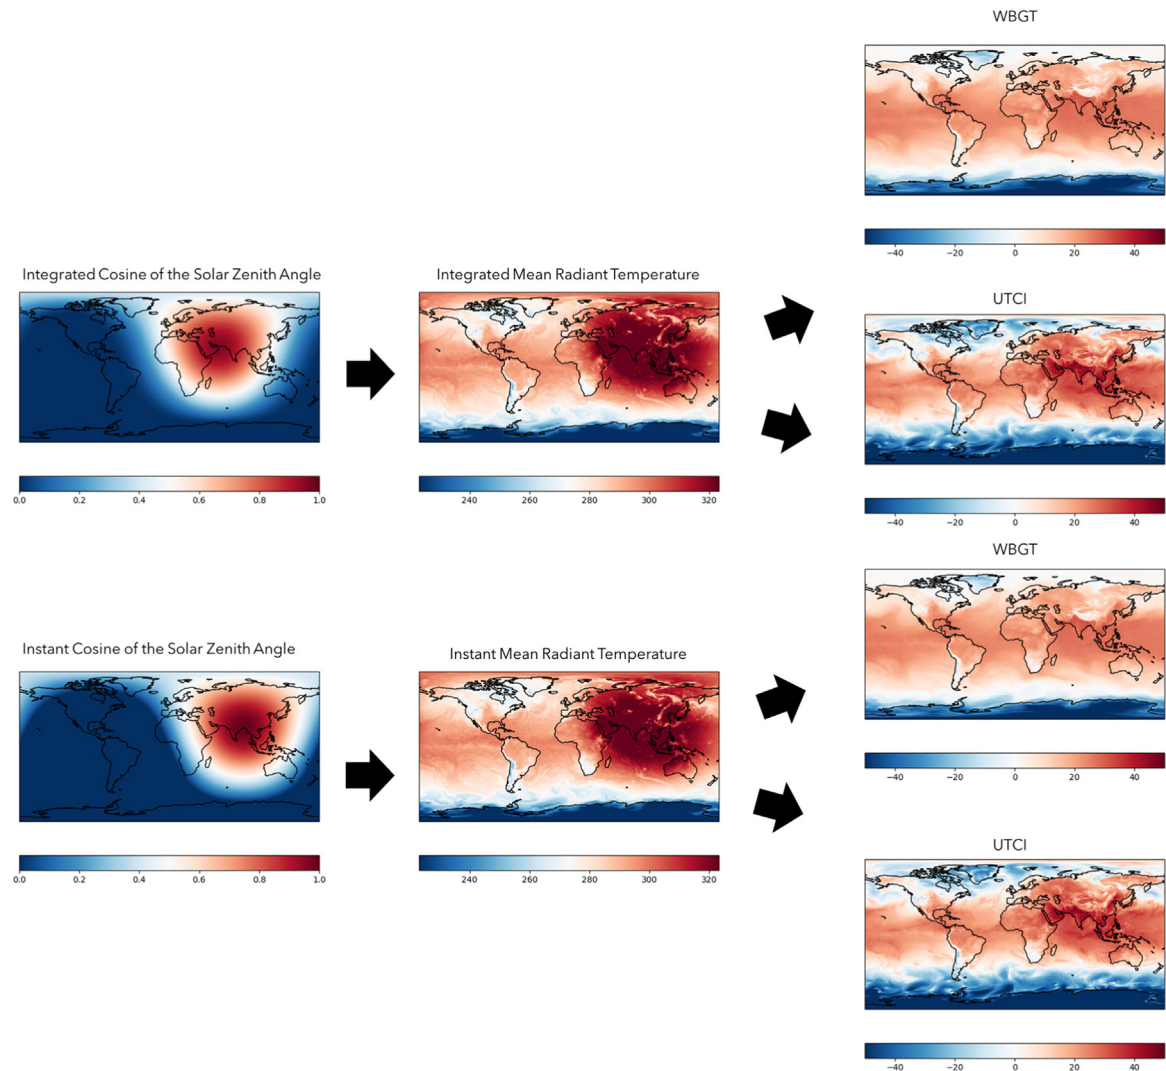 WBGT
−40 −20 0 20 40
Integrated Cosine of the Solar Zenith Angle
0.0 0.2 0.4 0.6 0.8 1.0
Integrated Mean Radiant Temperature
240 260 280 300 320
UTCI
−40 −20 0 20 40
WBGT
−40 −20 0 20 40
Instant Cosine of the Solar Zenith Angle
0.0 0.2 0.4 0.6 0.8 1.0
Instant Mean Radiant Temperature
240 260 280 300 320
UTCI
−40 −20 0 20 40